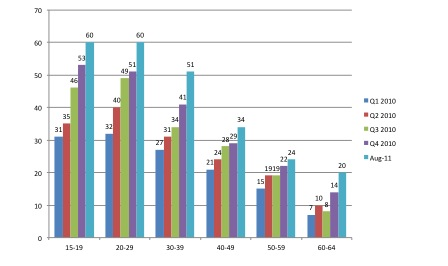 70
60
50
40
30
20
10
0
31 35 46 53 60
32 40 49 51 60
27 31 34 41 51
21 24 28 29 34
15 19 19 22 24
7 10 8 14 20
15-19 20-29 30-39 40-49 50-59 60-64
Q1 2010
Q2 2010
Q3 2010
Q4 2010
Aug-11